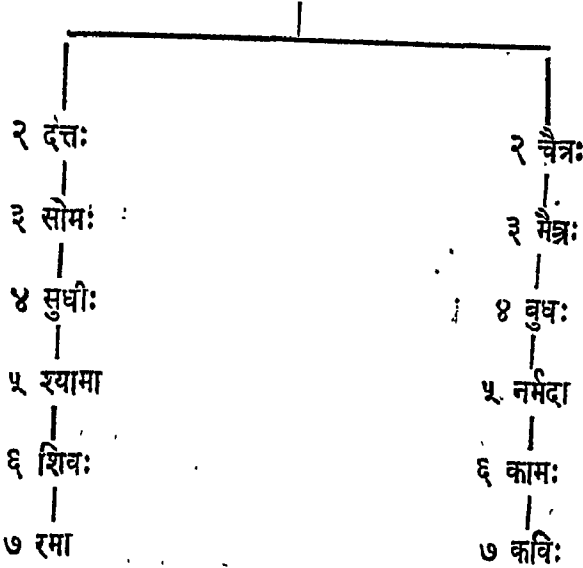 २ दत्तः
२ चैत्रः
३ सोमः
३ मैत्रः
४ सुधीः
४ बुधः
५ श्यामा
५ नर्मदा
६ शिवः
६ कामः
७ रमा
७ कविः